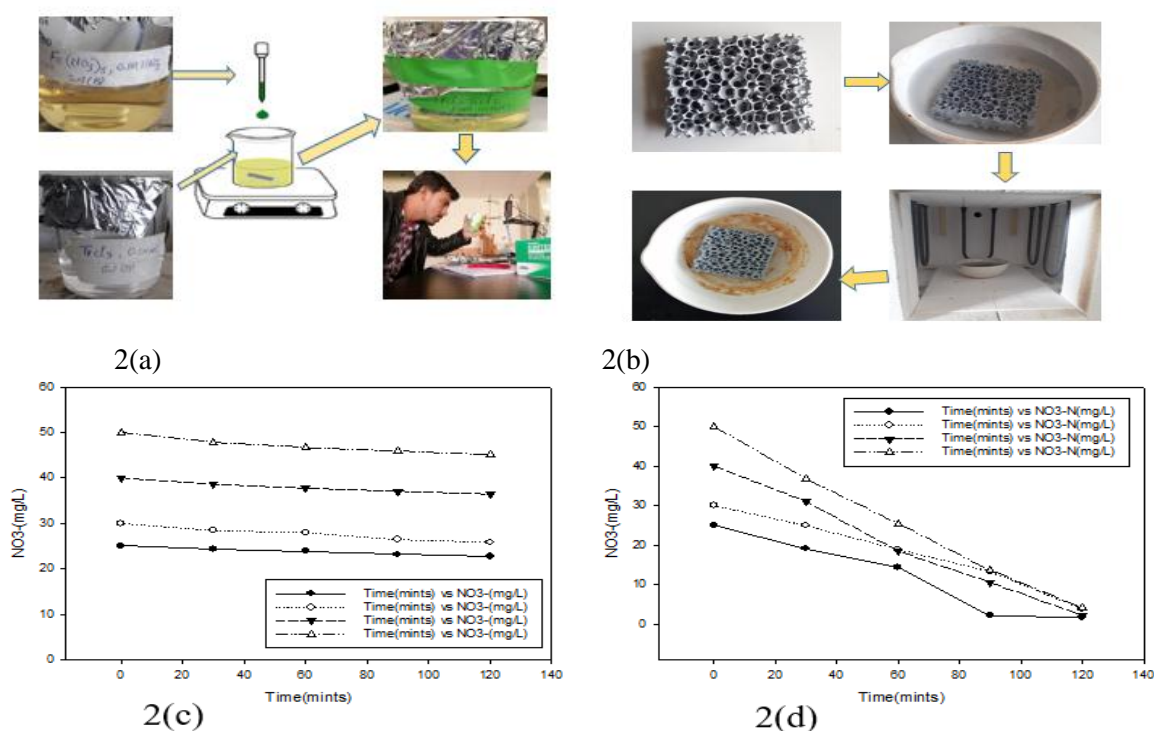 2(a)
2(b)
60
50
40
30
20
10
0
NO3-(mg/L)
Time(mints) vs NO3-(mg/L)
Time(mints) vs NO3-(mg/L)
Time(mints) vs NO3-(mg/L)
Time(mints) vs NO3-(mg/L)
0 20 40 60 80 100 120 140
Time(mints)
2(c)
60
50
40
30
20
10
0
NO3-(mg/L)
Time(mints) vs NO3-N(mg/L)
Time(mints) vs NO3-N(mg/L)
Time(mints) vs NO3-N(mg/L)
Time(mints) vs NO3-N(mg/L)
0 20 40 60 80 100 120 140
Time(mints)
2(d)